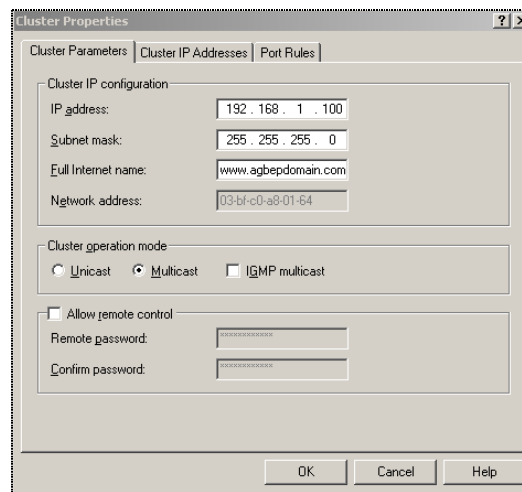 Cluster Properties
Cluster Parameters
Cluster IP Addresses
Port Rules
Cluster IP configuration
IP address: 192 . 168 . 1 . 100
Subnet mask: 255 . 255 . 255 . 0
Full Internet name: www.agbepdomain.com
Network address: 03-bf-c0-a8-01-64
Cluster operation mode
Unicast Multicast IGMP multicast
Allow remote control
Remote password: ************
Confirm password: ************
OK Cancel Help